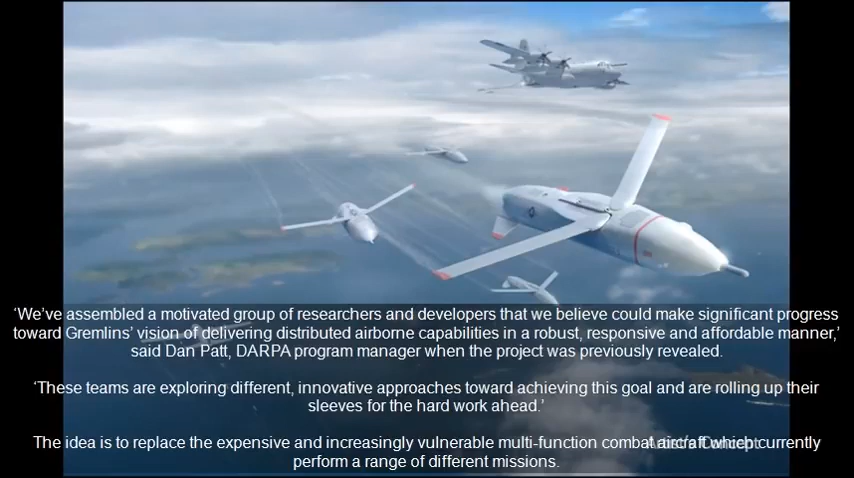 ‘We’ve assembled a motivated group of researchers and developers that we believe could make significant progress
toward Gremlins’ vision of delivering distributed airborne capabilities in a robust, responsive and affordable manner,’
said Dan Patt, DARPA program manager when the project was previously revealed.
‘These teams are exploring different, innovative approaches toward achieving this goal and are rolling up their
sleeves for the hard work ahead.’
The idea is to replace the expensive and increasingly vulnerable multi-function combat aircraft which currently
perform a range of different missions.
Artist's Concept